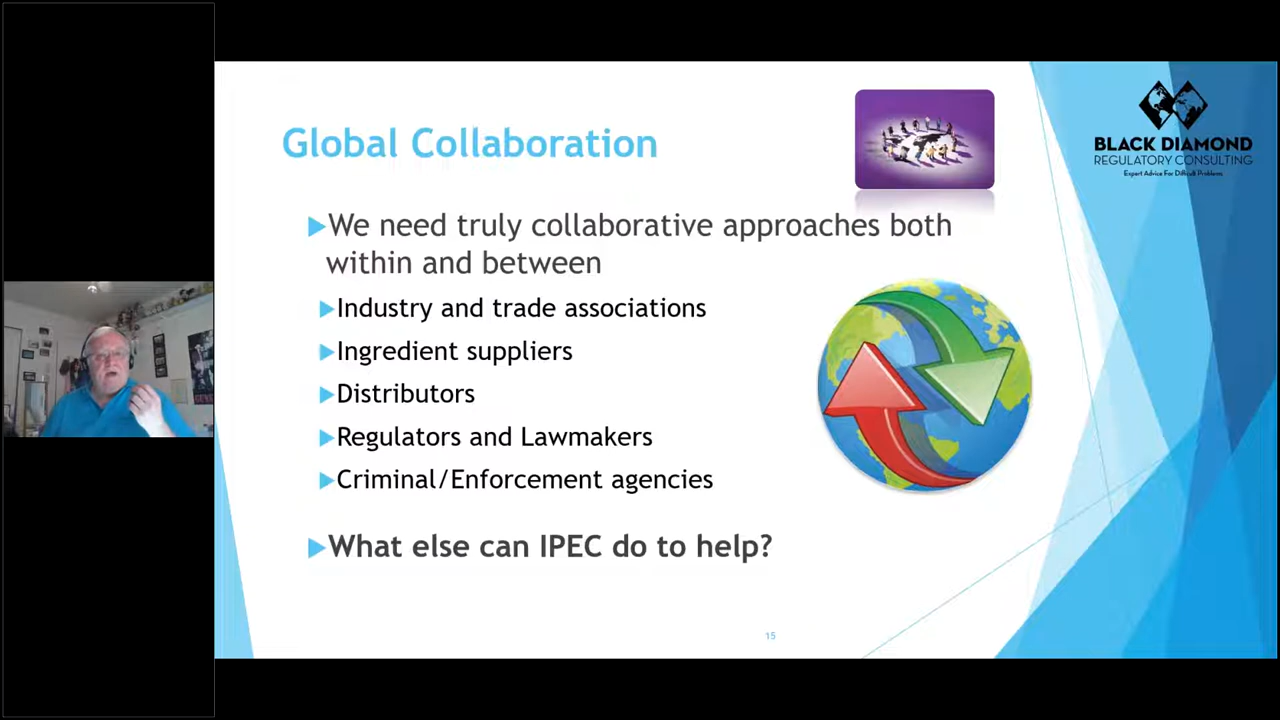 Global Collaboration
BLACK DIAMOND
REGULATORY CONSULTING
Expert Advice For Difficult Problems
We need truly collaborative approaches both
within and between
Industry and trade associations
Ingredient suppliers
Distributors
Regulators and Lawmakers
Criminal/Enforcement agencies
What else can IPEC do to help?
15